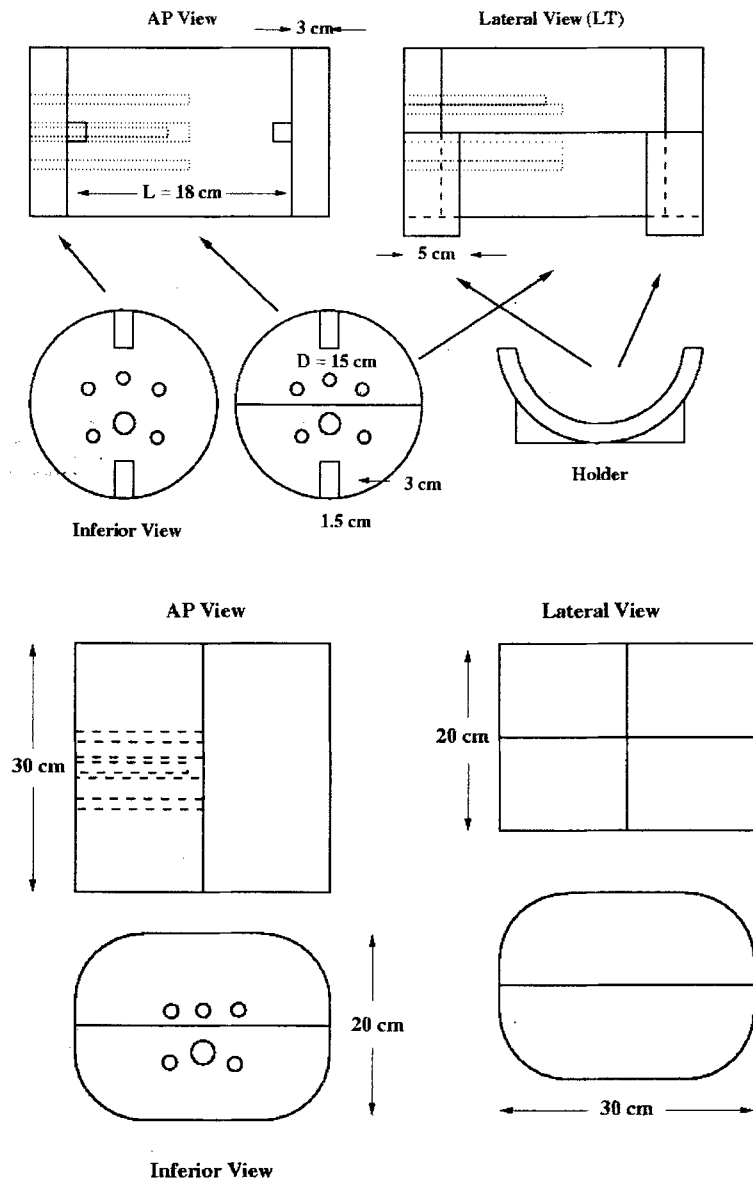 AP View
3 cm
Lateral View (LT)
L = 18 cm
5 cm
D = 15 cm
3 cm
1.5 cm
Inferior View
Holder
AP View
Lateral View
30 cm
20 cm
20 cm
30 cm
Inferior View